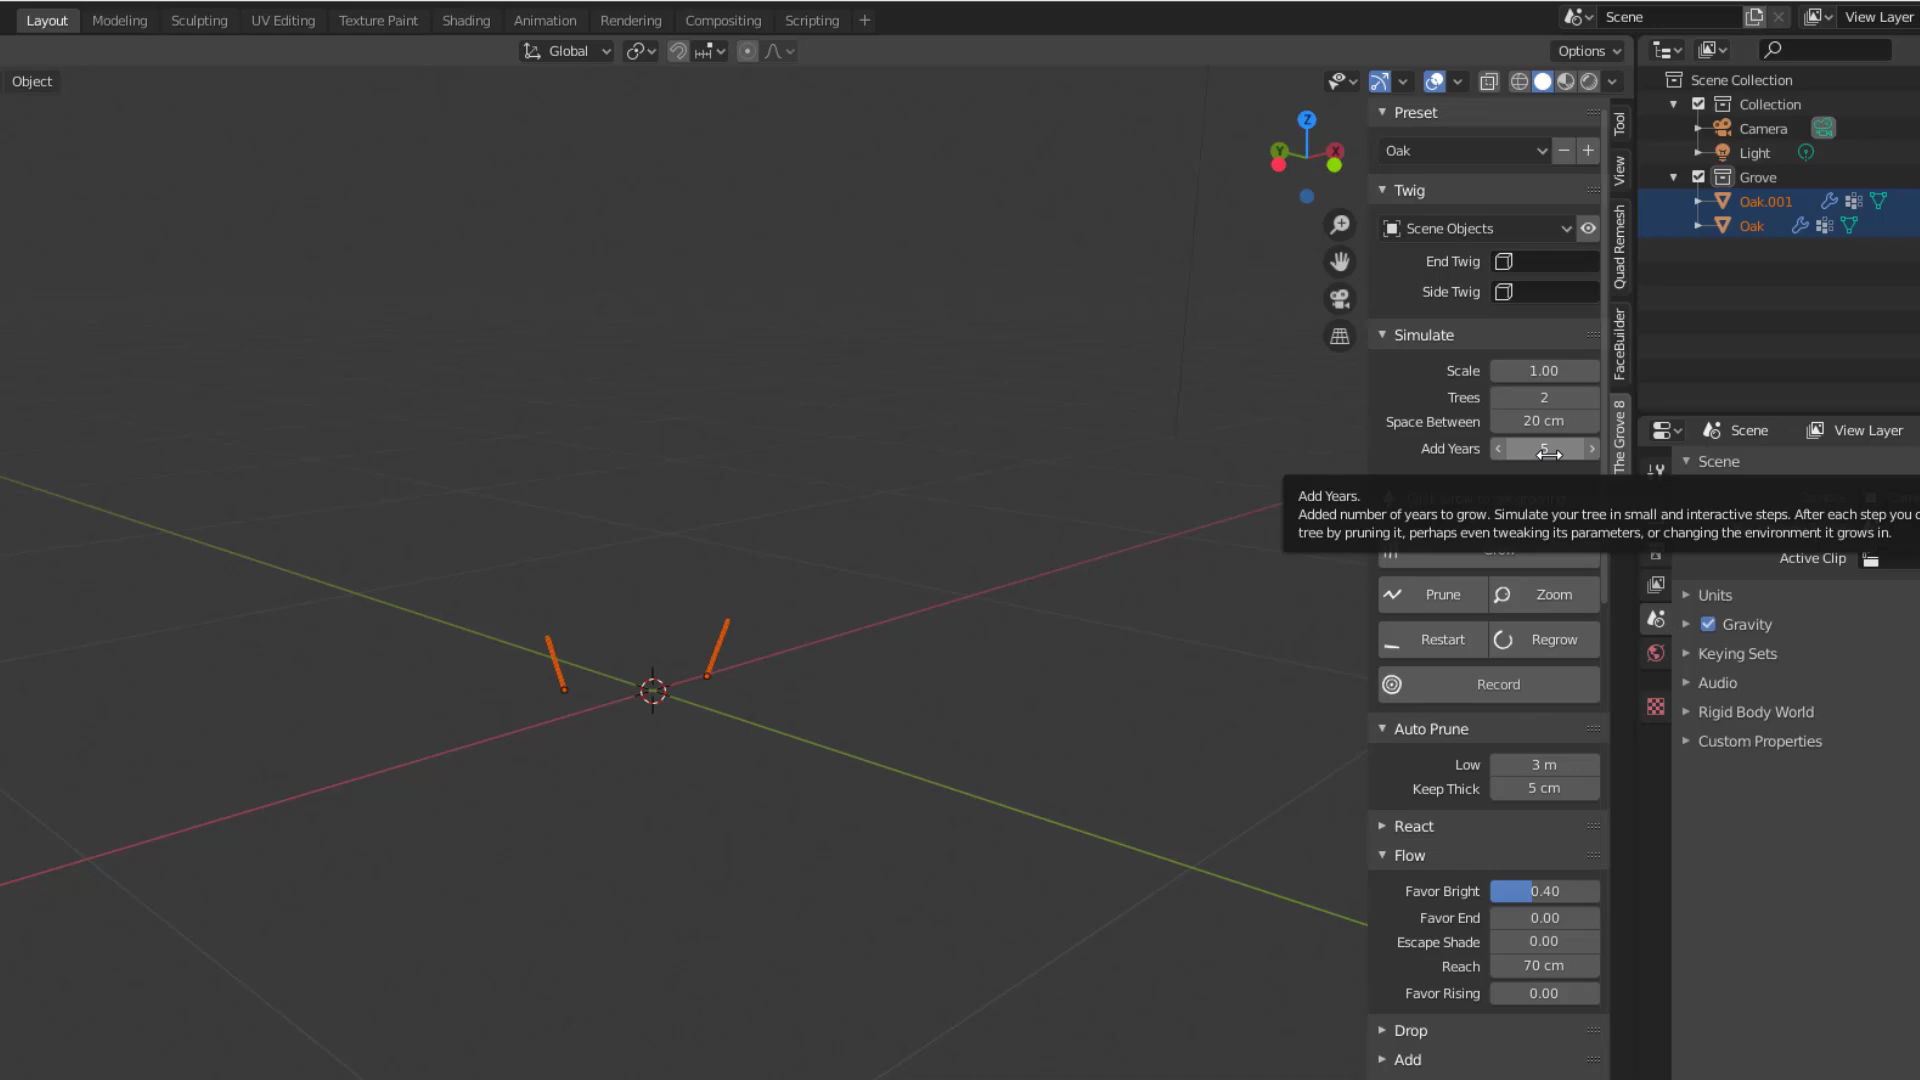 Layout
Modeling
Sculpting
UV Editing
Texture Paint
Shading
Animation
Rendering
Compositing
Scripting
+
Scene
View Layer
Global
Options
Object
Z
Y
X
Preset
Oak
Twig
Scene Objects
End Twig
Side Twig
Simulate
Scale 1.00
Trees 2
Space Between 20 cm
Add Years 5
Add Years.
Added number of years to grow. Simulate your tree in small and interactive steps. After each step you c
tree by pruning it, perhaps even tweaking its parameters, or changing the environment it grows in.
Prune
Zoom
Restart
Regrow
Record
Auto Prune
Low 3 m
Keep Thick 5 cm
React
Flow
Favor Bright 0.40
Favor End 0.00
Escape Shade 0.00
Reach 70 cm
Favor Rising 0.00
Drop
Add
Tool
View
Quad Remesh
FaceBuilder
The Grove 8
Scene Collection
Collection
Camera
Light
Grove
Oak.001
Oak
Scene
View Layer
Scene
Active Clip
Units
Gravity
Keying Sets
Audio
Rigid Body World
Custom Properties